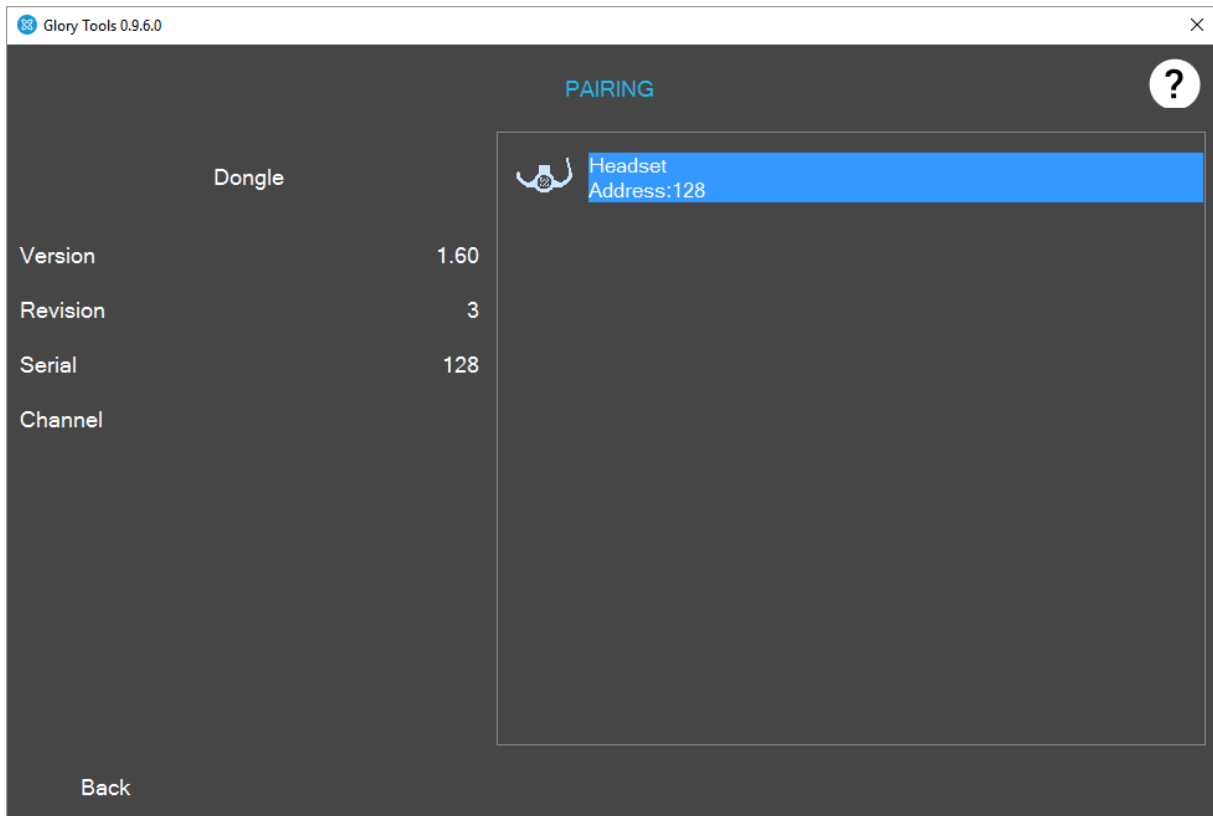 Glory Tools 0.9.6.0
PAIRING
?
Dongle
Version 1.60
Revision 3
Serial 128
Channel
Headset
Address:128
Back